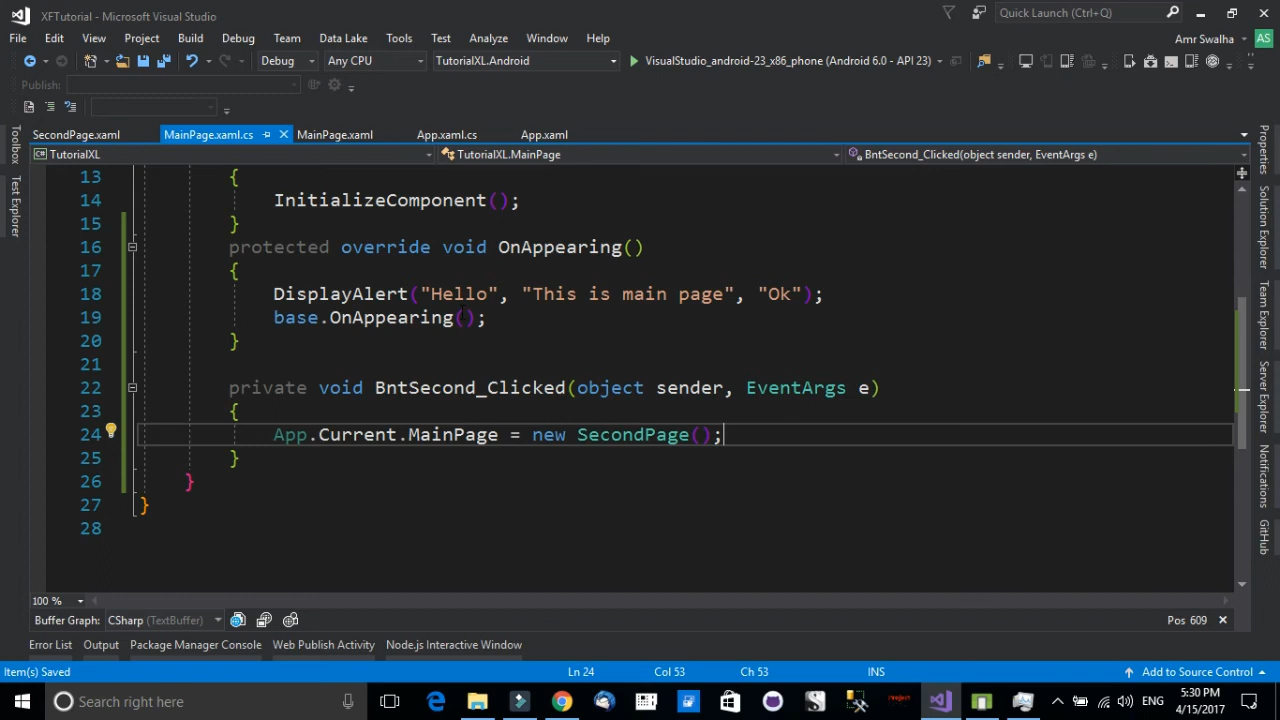 XFTutorial - Microsoft Visual Studio
Quick Launch (Ctrl+Q)
File Edit View Project Build Debug Team Data Lake Tools Test Analyze Window Help
Amr Swalha AS
Debug Any CPU TutorialXL.Android VisualStudio_android-23_x86_phone (Android 6.0 - API 23)
Publish:
SecondPage.xaml MainPage.xaml.cs MainPage.xaml App.xaml.cs App.xaml
TutorialXL TutorialXL.MainPage BntSecond_Clicked(object sender, EventArgs e)
Toolbox
Test Explorer
13 {
14 InitializeComponent();
15 }
16 protected override void OnAppearing()
17 {
18 DisplayAlert("Hello", "This is main page", "Ok");
19 base.OnAppearing();
20 }
21
22 private void BntSecond_Clicked(object sender, EventArgs e)
23 {
24 App.Current.MainPage = new SecondPage();
25 }
26 }
27 }
28
Properties
Solution Explorer
Team Explorer
Server Explorer
Notifications
GitHub
100 %
Buffer Graph: CSharp (TextBuffer) Pos 609
Error List Output Package Manager Console Web Publish Activity Node.js Interactive Window
Item(s) Saved Ln 24 Col 53 Ch 53 INS Add to Source Control
Search right here ENG 5:30 PM
4/15/2017